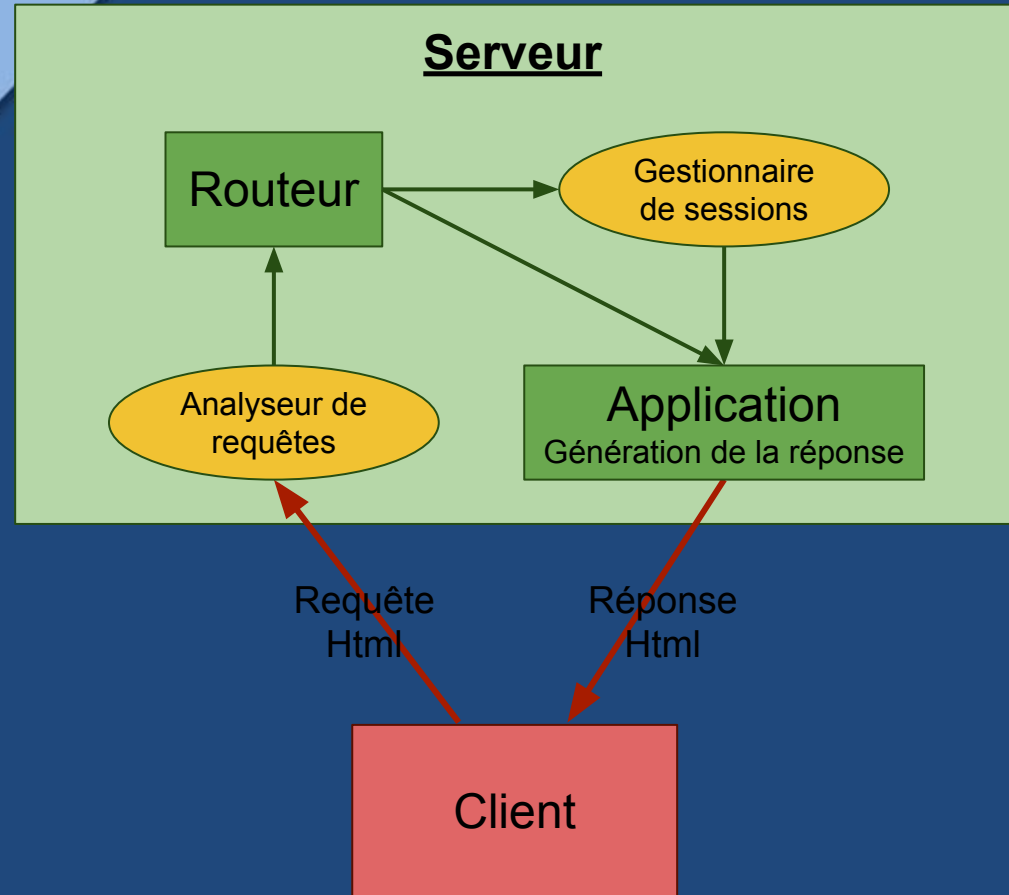 Serveur
Routeur
Gestionnaire
de sessions
Analyseur de
requêtes
Application
Génération de la réponse
Requête
Html
Réponse
Html
Client